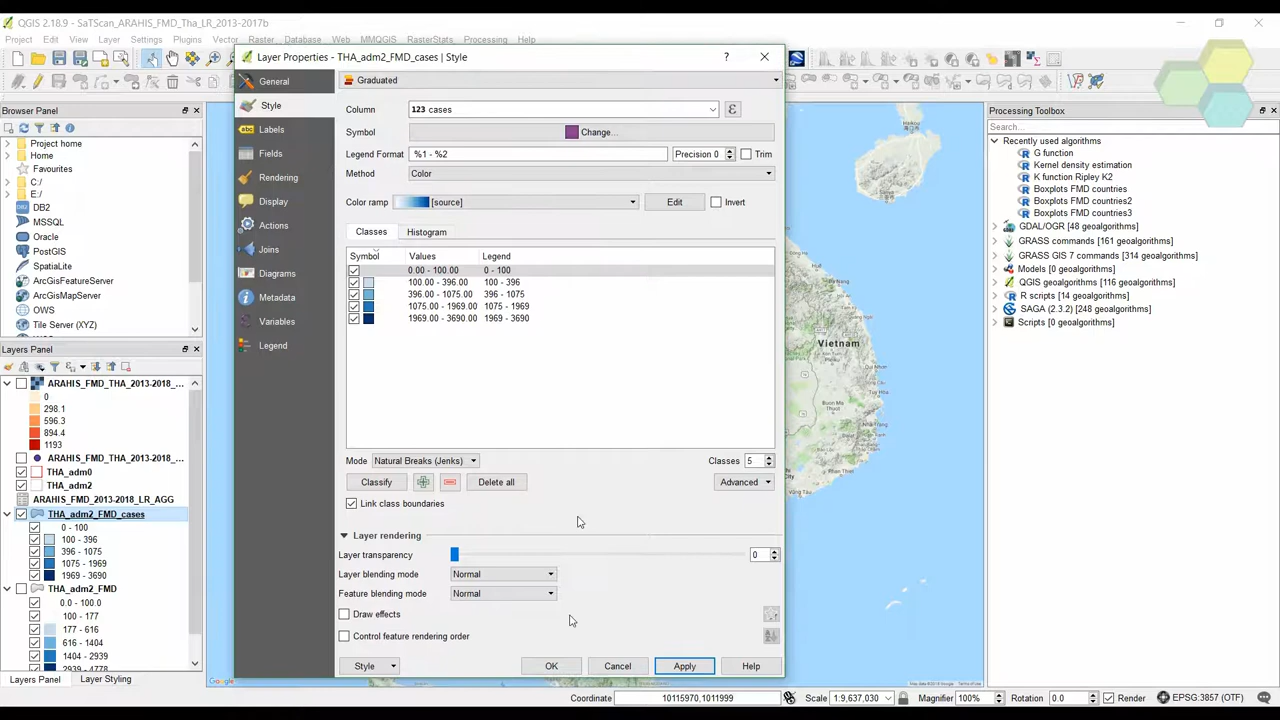 QGIS 2.18.9 - SaTScan_ARAHIS_FMD_Tha_LR_2013-2017b
Project Edit View Layer Settings Plugins Vector Raster Database Web MMQGIS RasterStats Processing Help
Browser Panel
Project home
Home
Favourites
C:/
E:/
DB2
MSSQL
Oracle
PostGIS
SpatiaLite
ArcGisFeatureServer
ArcGisMapServer
OWS
Tile Server (XYZ)
Layers Panel
ARAHIS_FMD_THA_2013-2018_...
0
298.1
596.3
894.4
1193
ARAHIS_FMD_THA_2013-2018_...
THA_adm0
THA_adm2
ARAHIS_FMD_2013-2018_LR_AGG
THA_adm2_FMD_cases
0 - 100
100 - 396
396 - 1075
1075 - 1969
1969 - 3690
THA_adm2_FMD
0.0 - 100.0
100 - 177
177 - 616
616 - 1404
1404 - 2939
2939 - 4778
Layers Panel Layer Styling
Layer Properties - THA_adm2_FMD_cases | Style
General
Style
Labels
Fields
Rendering
Display
Actions
Joins
Diagrams
Metadata
Variables
Legend
Graduated
Column 123 cases ε
Symbol Change...
Legend Format %1 - %2 Precision 0 Trim
Method Color
Color ramp [source] Edit Invert
Classes Histogram
Symbol Values Legend
0.00 - 100.00 0 - 100
100.00 - 396.00 100 - 396
396.00 - 1075.00 396 - 1075
1075.00 - 1969.00 1075 - 1969
1969.00 - 3690.00 1969 - 3690
Mode Natural Breaks (Jenks) Classes 5
Classify Delete all Advanced
Link class boundaries
Layer rendering
Layer transparency 0
Layer blending mode Normal
Feature blending mode Normal
Draw effects
Control feature rendering order
Style OK Cancel Apply Help
Haikou
Hainan
Vietnam
Buon Ma Thuot
Vũng Tàu
Processing Toolbox
Search...
Recently used algorithms
G function
Kernel density estimation
K function Ripley K2
Boxplots FMD countries
Boxplots FMD countries2
Boxplots FMD countries3
GDAL/OGR [48 geoalgorithms]
GRASS commands [161 geoalgorithms]
GRASS GIS 7 commands [314 geoalgorithms]
Models [0 geoalgorithms]
QGIS geoalgorithms [116 geoalgorithms]
R scripts [14 geoalgorithms]
SAGA (2.3.2) [248 geoalgorithms]
Scripts [0 geoalgorithms]
Coordinate 10115970,1011999 Scale 1:9,637,030 Magnifier 100% Rotation 0.0 Render EPSG:3857 (OTF)